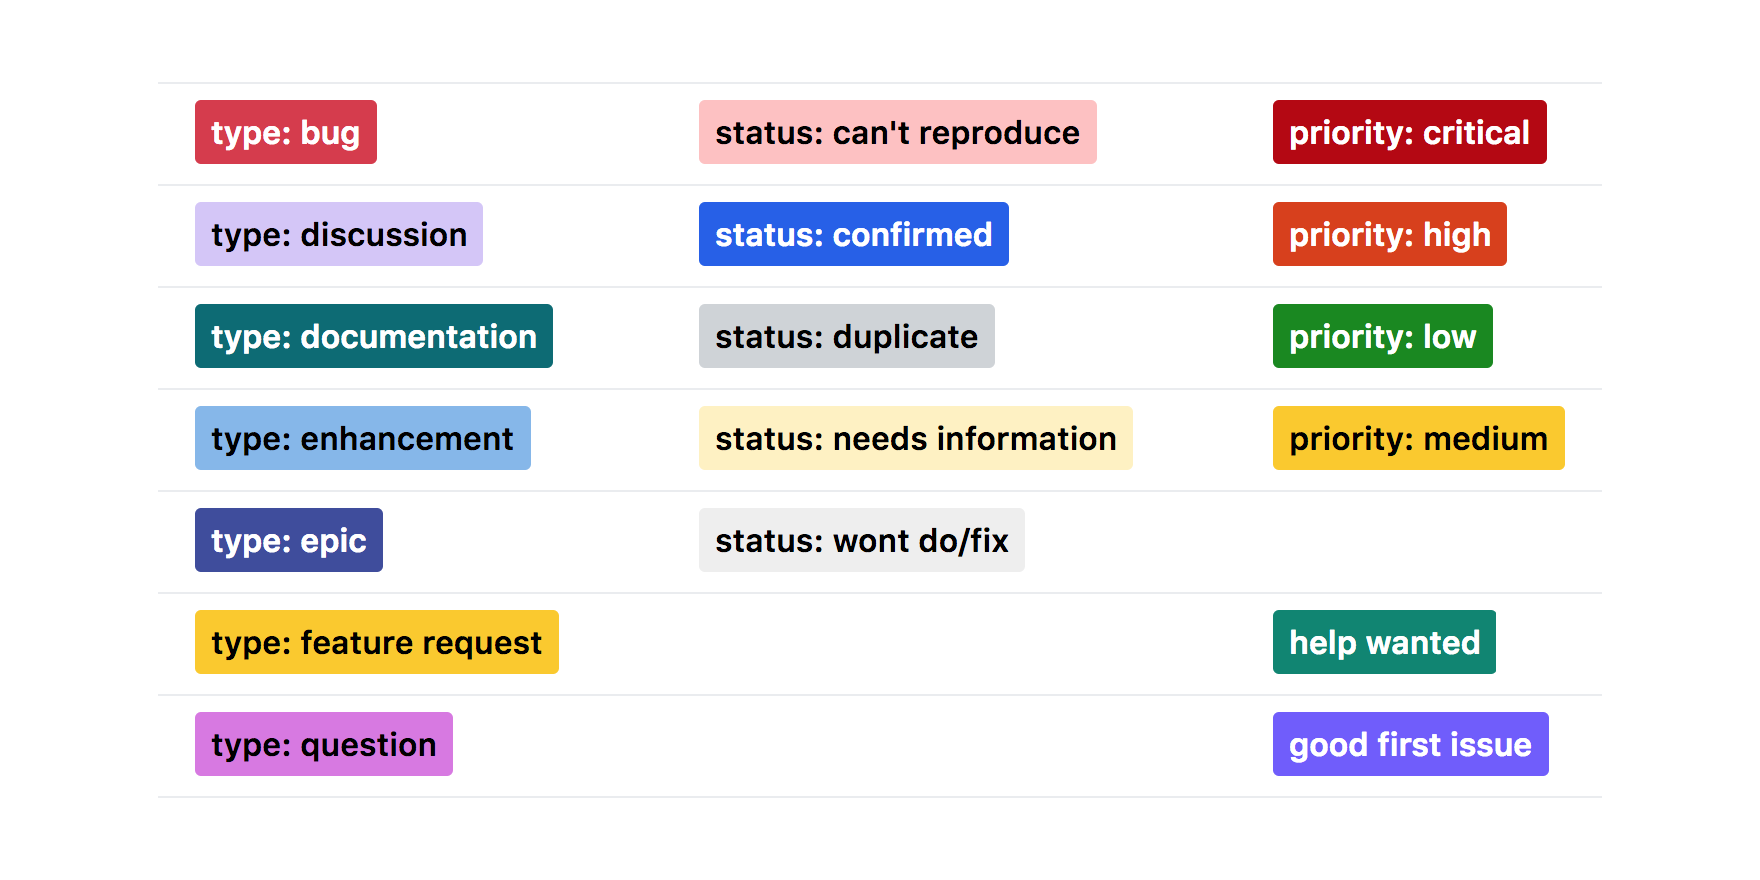 type: bug
status: can't reproduce
priority: critical
type: discussion
status: confirmed
priority: high
type: documentation
status: duplicate
priority: low
type: enhancement
status: needs information
priority: medium
type: epic
status: wont do/fix
type: feature request
help wanted
type: question
good first issue